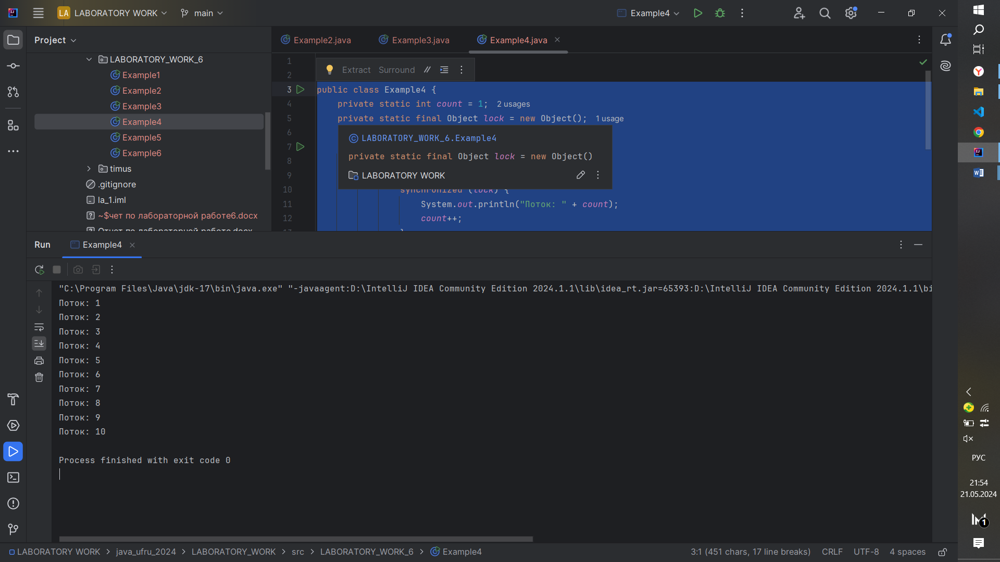 LA LABORATORY WORK main Example4
Project
Example2.java Example3.java Example4.java
LABORATORY_WORK_6
Example1
Example2
Example3
Example4
Example5
Example6
timus
.gitignore
la_1.iml
~$чет по лабораторной работе6.docx
Отчет по лабораторной работе.docx
1
2
Extract Surround
3 public class Example4 {
4 private static int count = 1; 2 usages
5 private static final Object lock = new Object(); 1 usage
6
7
8
9
LABORATORY_WORK_6.Example4
private static final Object lock = new Object()
LABORATORY WORK
10 synchronized (lock) {
11 System.out.println("Поток: " + count);
12 count++;
13 }
Run Example4
"C:\Program Files\Java\jdk-17\bin\java.exe" "-javaagent:D:\IntelliJ IDEA Community Edition 2024.1.1\lib\idea_rt.jar=65393:D:\IntelliJ IDEA Community Edition 2024.1.1\bi
Поток: 1
Поток: 2
Поток: 3
Поток: 4
Поток: 5
Поток: 6
Поток: 7
Поток: 8
Поток: 9
Поток: 10
Process finished with exit code 0
LABORATORY WORK > java_ufru_2024 > LABORATORY_WORK > src > LABORATORY_WORK_6 > Example4
3:1 (451 chars, 17 line breaks) CRLF UTF-8 4 spaces
РУС
21:54
21.05.2024
1